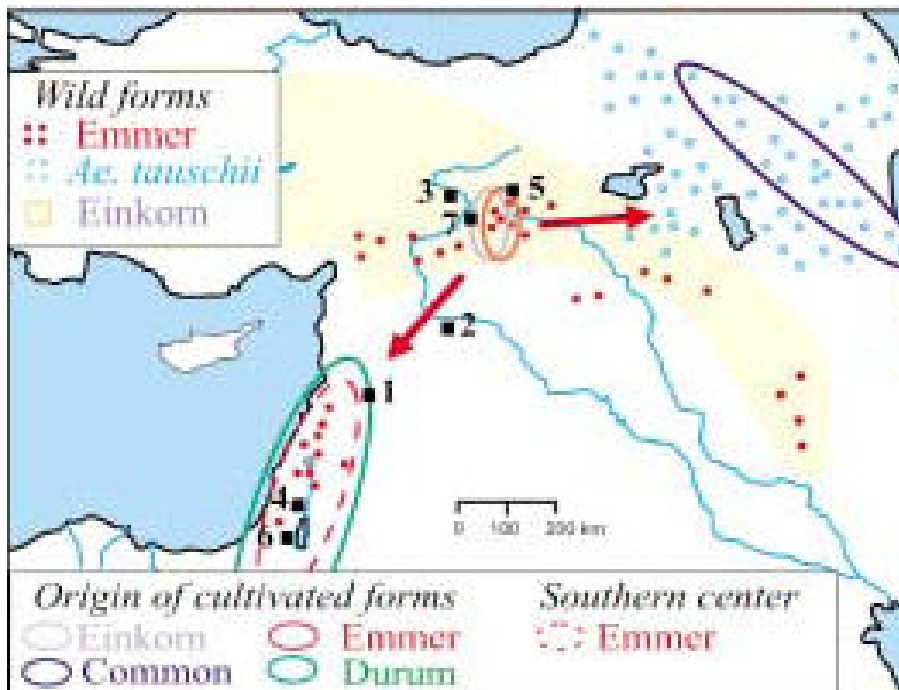 Wild forms
Emmer
Ae. tauschii
Einkorn
3
5
7
2
1
4
6
0 100 200 km
Origin of cultivated forms
Southern center
Einkorn
Emmer
Emmer
Common
Durum